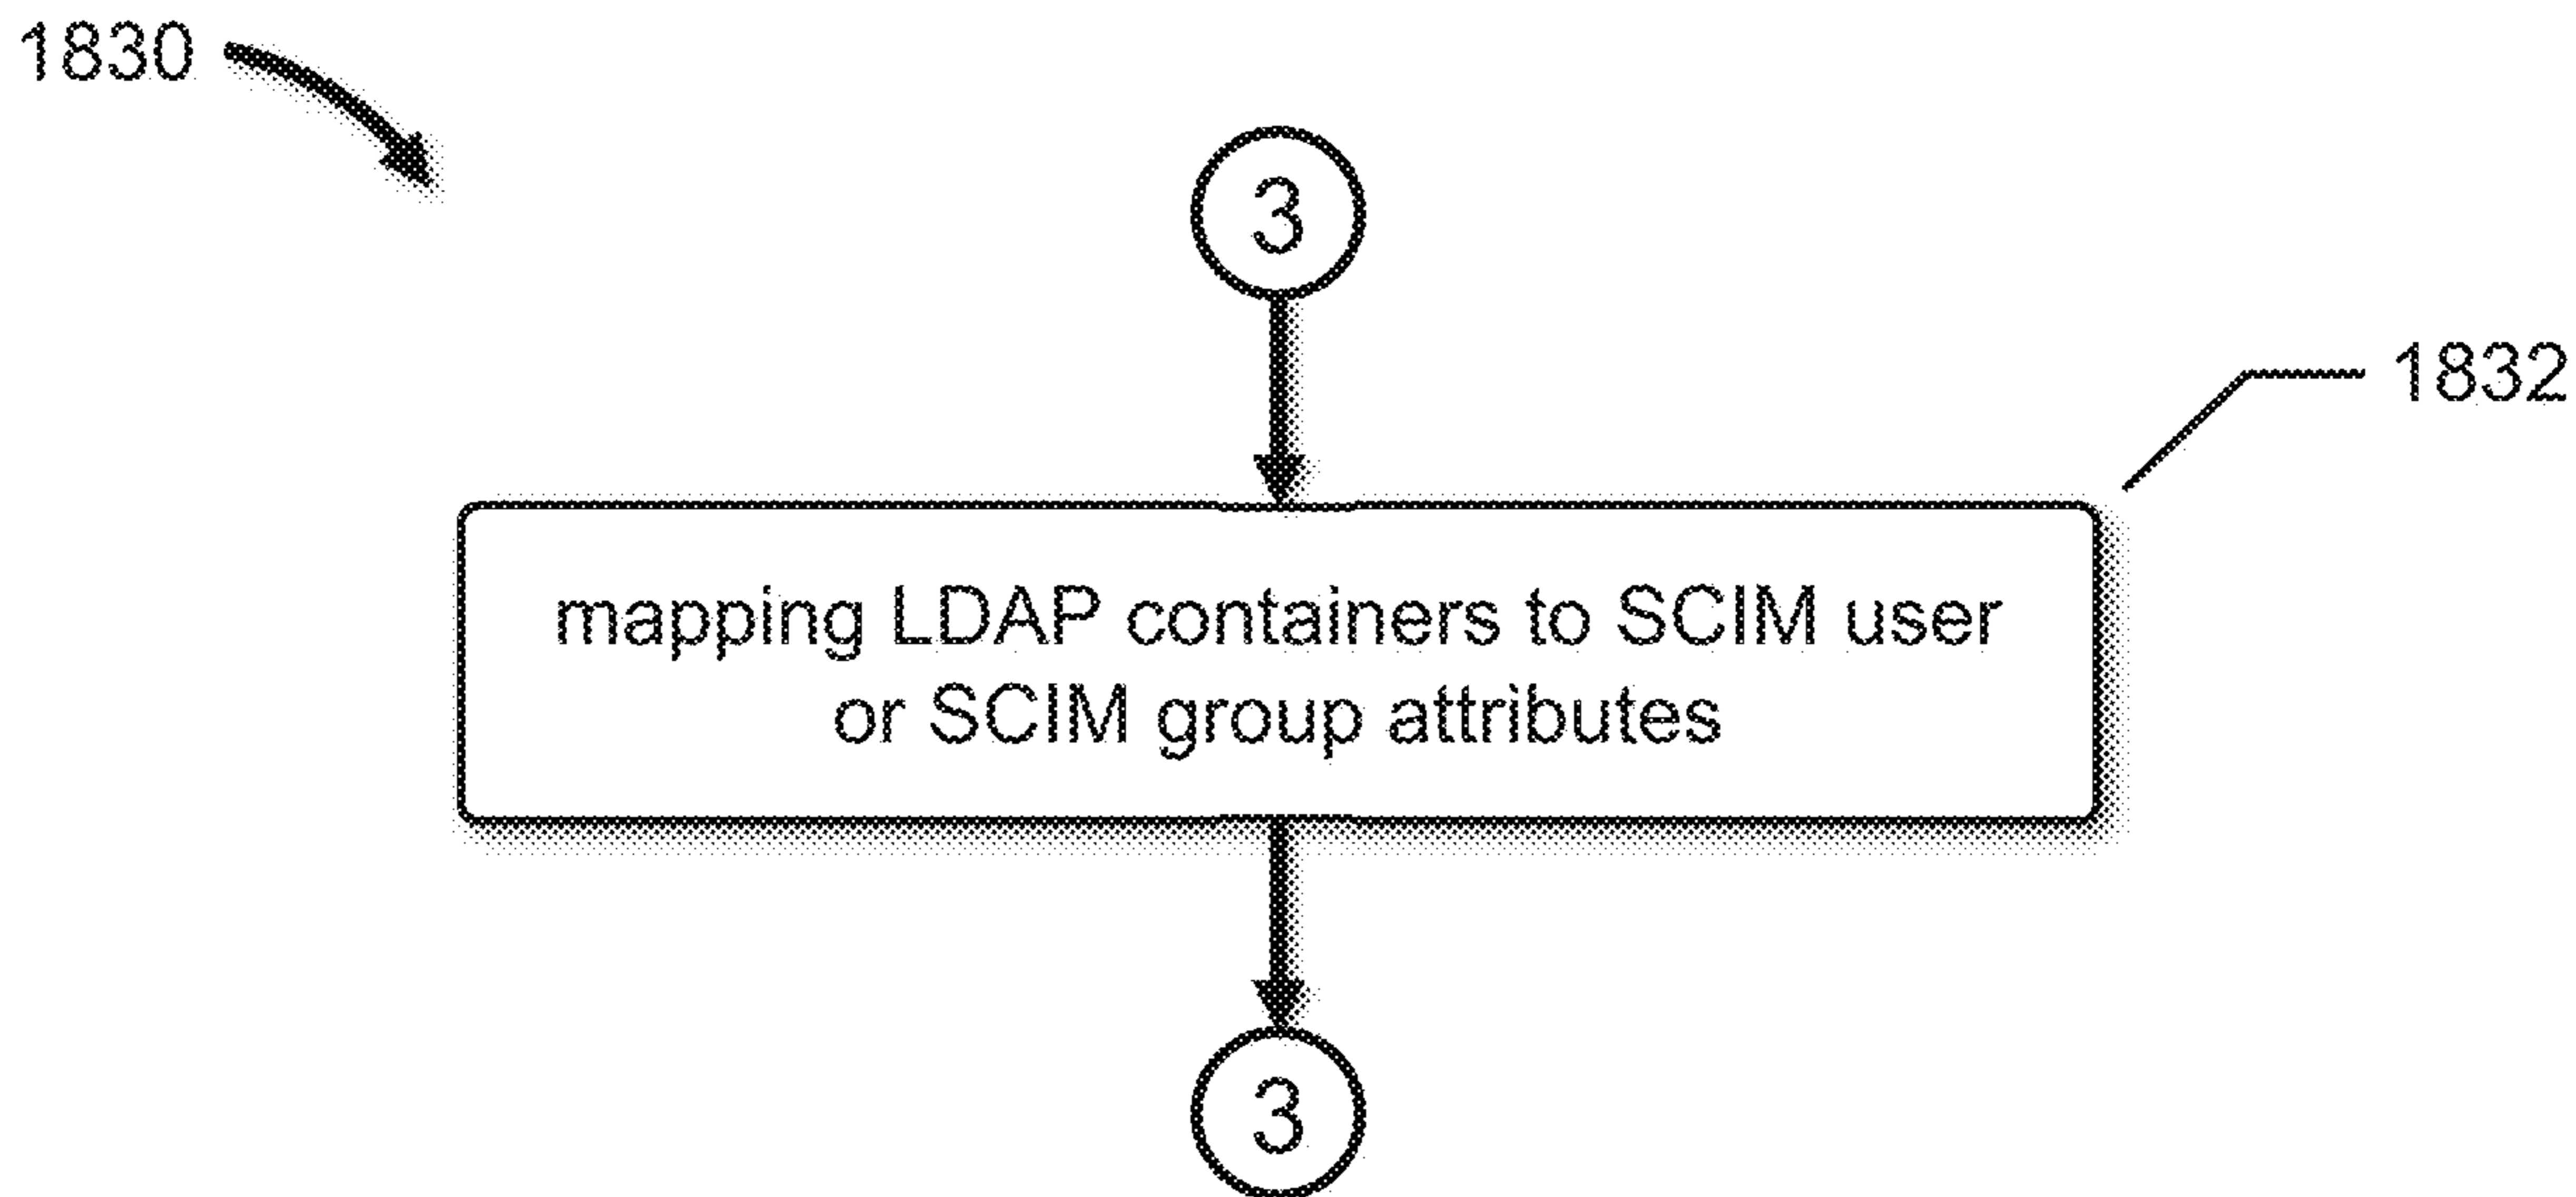 1830
3
1832
mapping LDAP containers to SCIM user
or SCIM group attributes
3